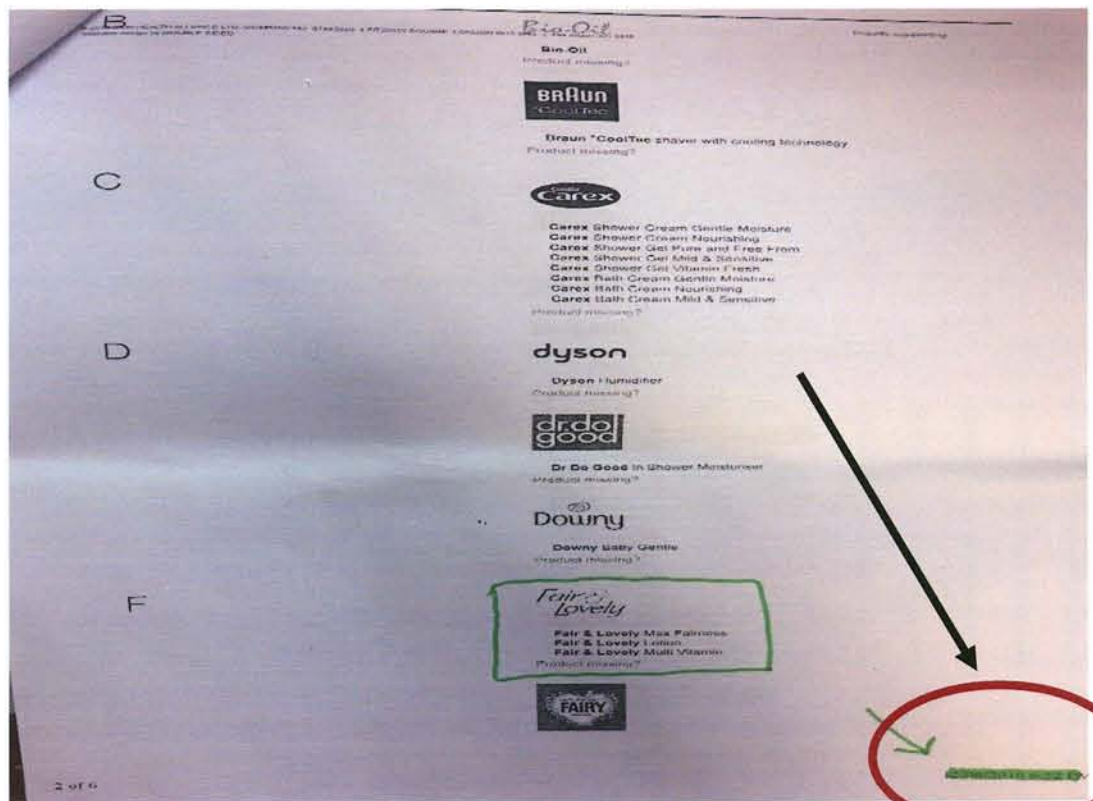 B
Bio-Oil
Proudly supporting
Bio-Oil
Product missing?
BRAUN
°CoolTec
Braun °CoolTec shaver with cooling technology
Product missing?
C
Carex
Carex Shower Cream Gentle Moisture
Carex Shower Cream Nourishing
Carex Shower Gel Pure and Free From
Carex Shower Gel Mild & Sensitive
Carex Shower Gel Vitamin Fresh
Carex Bath Cream Gentle Moisture
Carex Bath Cream Nourishing
Carex Bath Cream Mild & Sensitive
Product missing?
D
dyson
Dyson Humidifier
Product missing?
dr.do
good
Dr Do Good In Shower Moisturiser
Product missing?
Downy
Downy Baby Gentle
Product missing?
F
Fair &
Lovely
Fair & Lovely Max Fairness
Fair & Lovely Lotion
Fair & Lovely Multi Vitamin
Product missing?
FAIRY
2 of 6